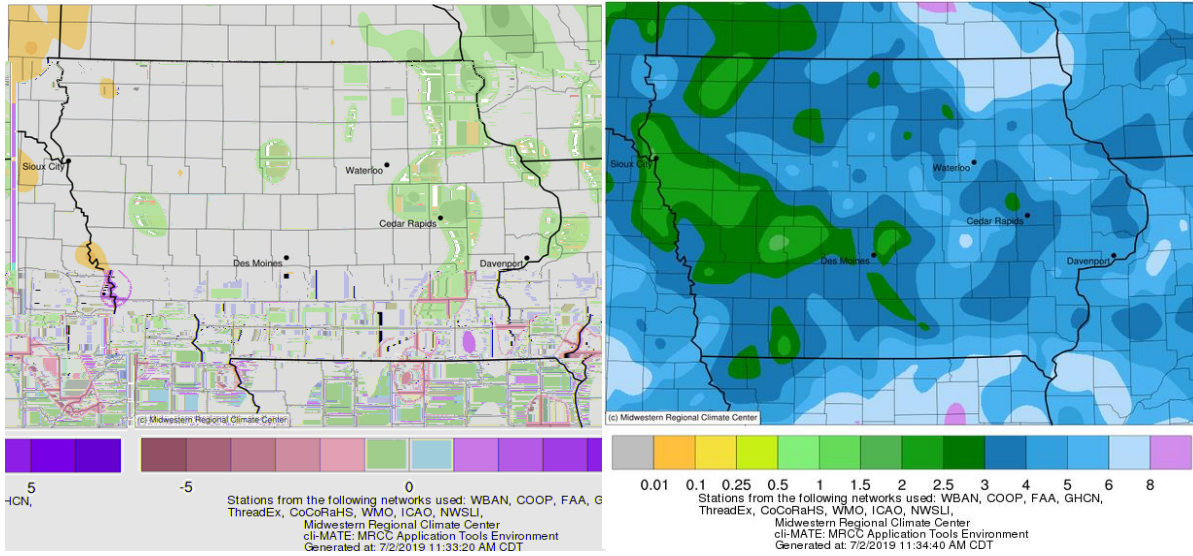 Sioux City
Waterloo
Cedar Rapids
Des Moines
Davenport
(c) Midwestern Regional Climate Center
5
-5
0
HCN,
Stations from the following networks used: WBAN, COOP, FAA, G
ThreadEx, CoCoRaHS, WMO, ICAO, NWSLI,
Midwestern Regional Climate Center
cli-MATE: MRCC Application Tools Environment
Generated at: 7/2/2019 11:33:20 AM CDT
Sioux City
Waterloo
Cedar Rapids
Des Moines
Davenport
(c) Midwestern Regional Climate Center
0.01 0.1 0.25 0.5 1 1.5 2 2.5 3 4 5 6 8
Stations from the following networks used: WBAN, COOP, FAA, GHCN,
ThreadEx, CoCoRaHS, WMO, ICAO, NWSLI,
Midwestern Regional Climate Center
cli-MATE: MRCC Application Tools Environment
Generated at: 7/2/2019 11:34:40 AM CDT